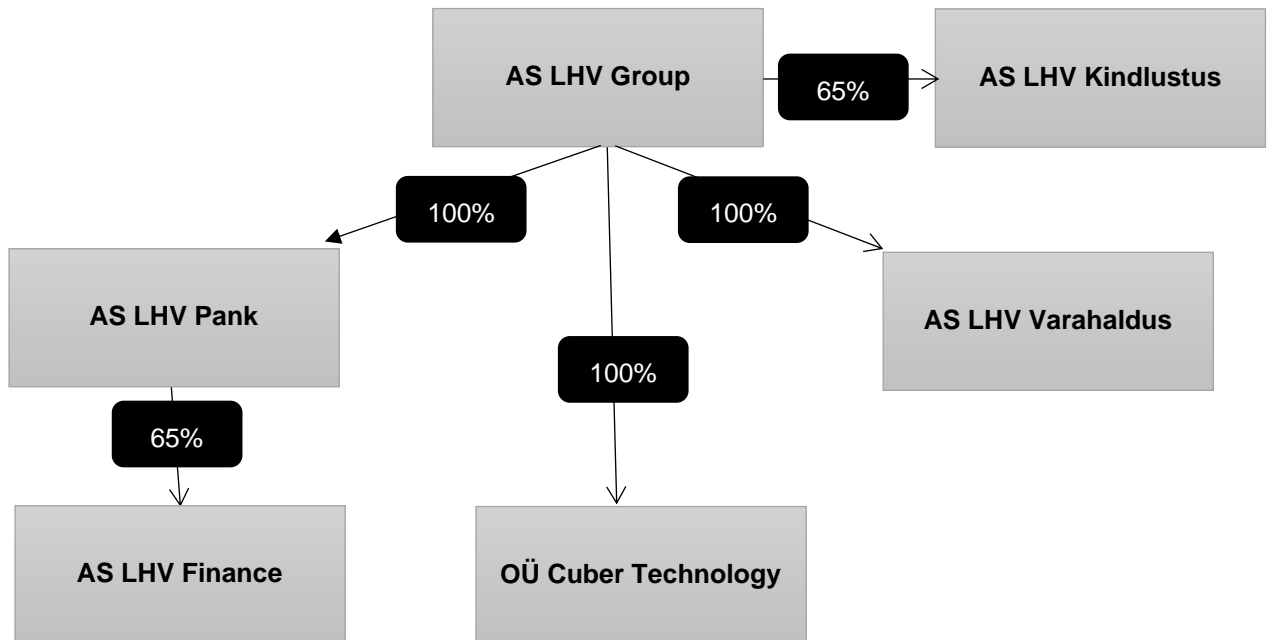 AS LHV Group
65%
AS LHV Kindlustus
100%
100%
AS LHV Pank
AS LHV Varahaldus
100%
65%
AS LHV Finance
OÜ Cuber Technology